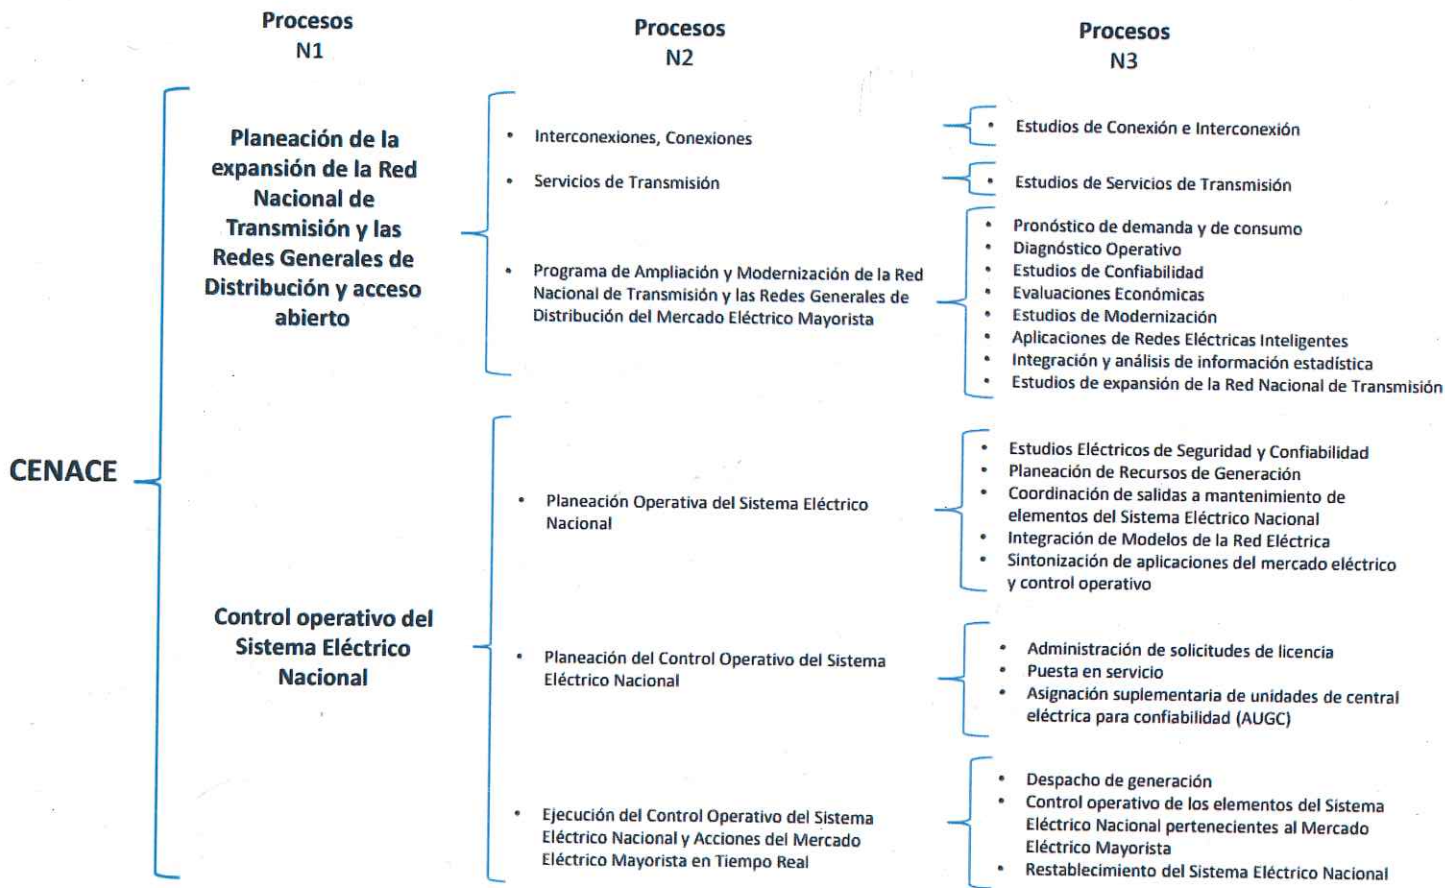 Procesos
N1
Procesos
N2
Procesos
N3
CENACE
Planeación de la
expansión de la Red
Nacional de
Transmisión y las
Redes Generales de
Distribución y acceso
abierto
• Interconexiones, Conexiones
• Estudios de Conexión e Interconexión
• Servicios de Transmisión
• Estudios de Servicios de Transmisión
• Programa de Ampliación y Modernización de la Red
Nacional de Transmisión y las Redes Generales de
Distribución del Mercado Eléctrico Mayorista
• Pronóstico de demanda y de consumo
• Diagnóstico Operativo
• Estudios de Confiabilidad
• Evaluaciones Económicas
• Estudios de Modernización
• Aplicaciones de Redes Eléctricas Inteligentes
• Integración y análisis de información estadística
• Estudios de expansión de la Red Nacional de Transmisión
Control operativo del
Sistema Eléctrico
Nacional
• Planeación Operativa del Sistema Eléctrico
Nacional
• Estudios Eléctricos de Seguridad y Confiabilidad
• Planeación de Recursos de Generación
• Coordinación de salidas a mantenimiento de
elementos del Sistema Eléctrico Nacional
• Integración de Modelos de la Red Eléctrica
• Sintonización de aplicaciones del mercado eléctrico
y control operativo
• Planeación del Control Operativo del Sistema
Eléctrico Nacional
• Administración de solicitudes de licencia
• Puesta en servicio
• Asignación suplementaria de unidades de central
eléctrica para confiabilidad (AUGC)
• Ejecución del Control Operativo del Sistema
Eléctrico Nacional y Acciones del Mercado
Eléctrico Mayorista en Tiempo Real
• Despacho de generación
• Control operativo de los elementos del Sistema
Eléctrico Nacional pertenecientes al Mercado
Eléctrico Mayorista
• Restablecimiento del Sistema Eléctrico Nacional